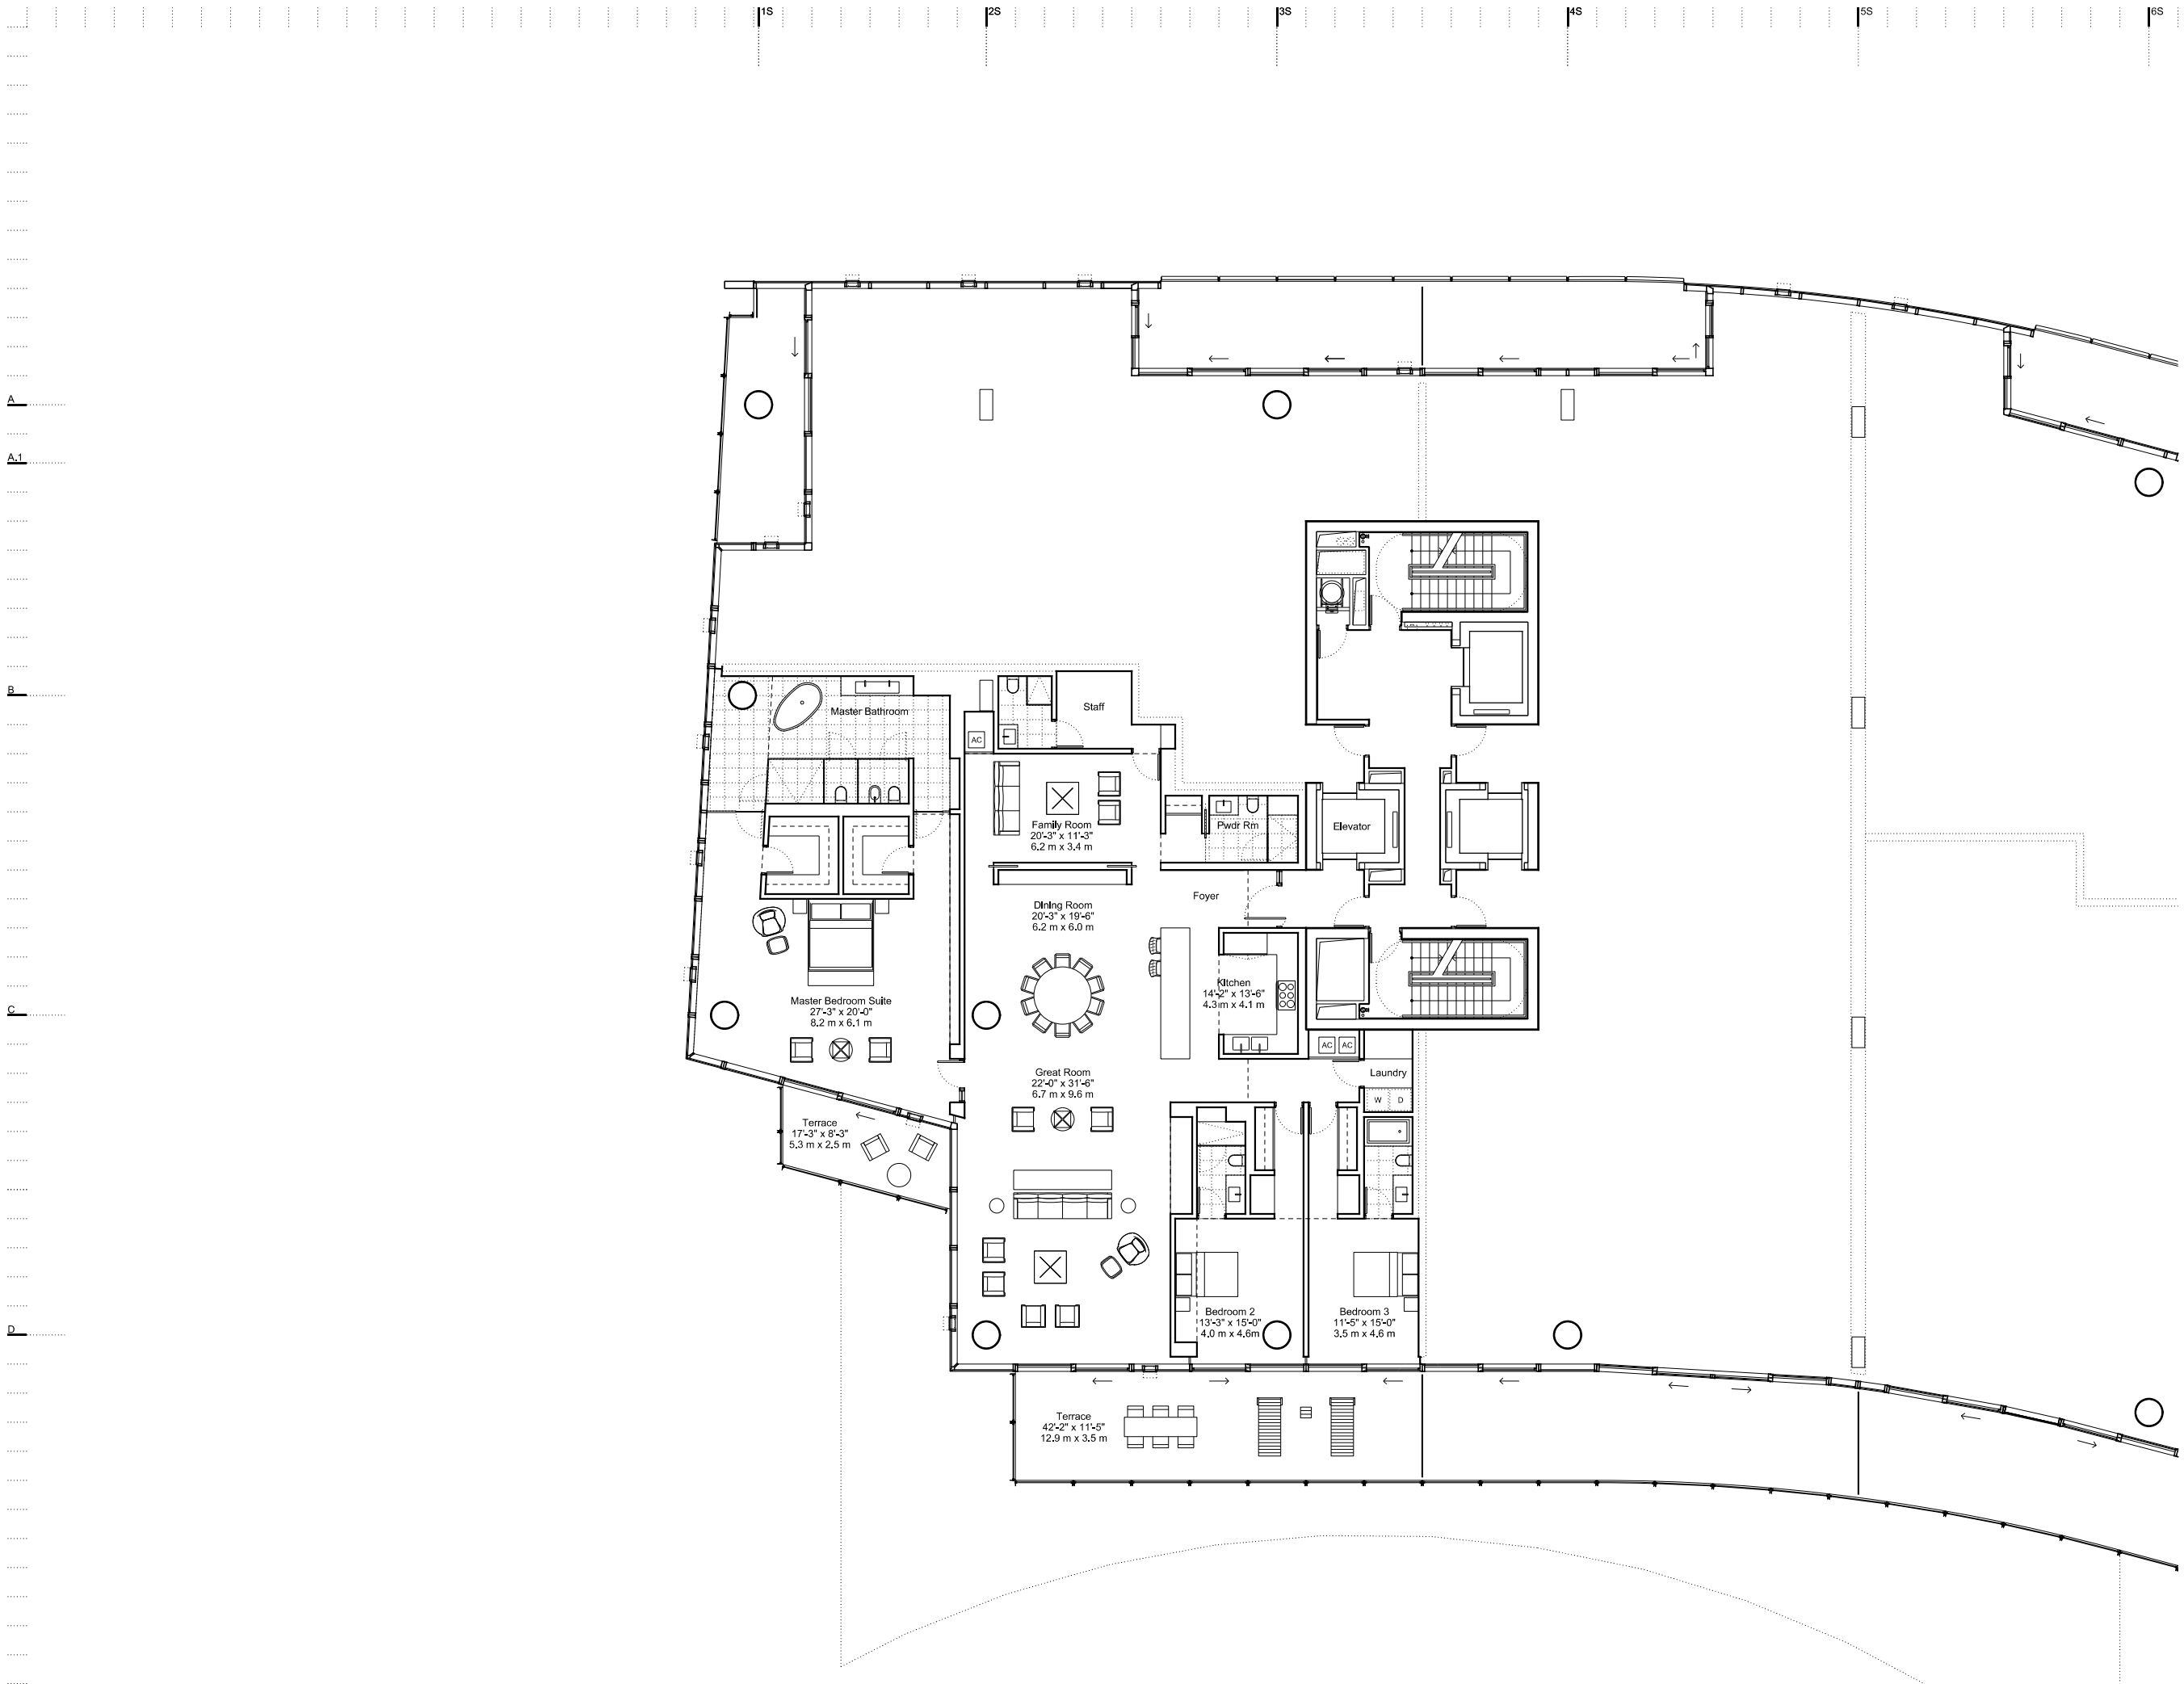 1S
2S
3S
4S
5S
6S
A
A.1
B
Master Bathroom
Staff
AC
Family Room
20'-3" x 11'-3"
6.2 m x 3.4 m
Pwdr Rm
Elevator
Foyer
Dining Room
20'-3" x 19'-6"
6.2 m x 6.0 m
Kitchen
14'-2" x 13'-6"
4.3 m x 4.1 m
C
Master Bedroom Suite
27'-3" x 20'-0"
8.2 m x 6.1 m
AC
AC
Great Room
22'-0" x 31'-6"
6.7 m x 9.6 m
Laundry
W
D
Terrace
17'-3" x 8'-3"
5.3 m x 2.5 m
Bedroom 2
13'-3" x 15'-0"
4.0 m x 4.6m
Bedroom 3
11'-5" x 15'-0"
3.5 m x 4.6 m
D
Terrace
42'-2" x 11'-5"
12.9 m x 3.5 m